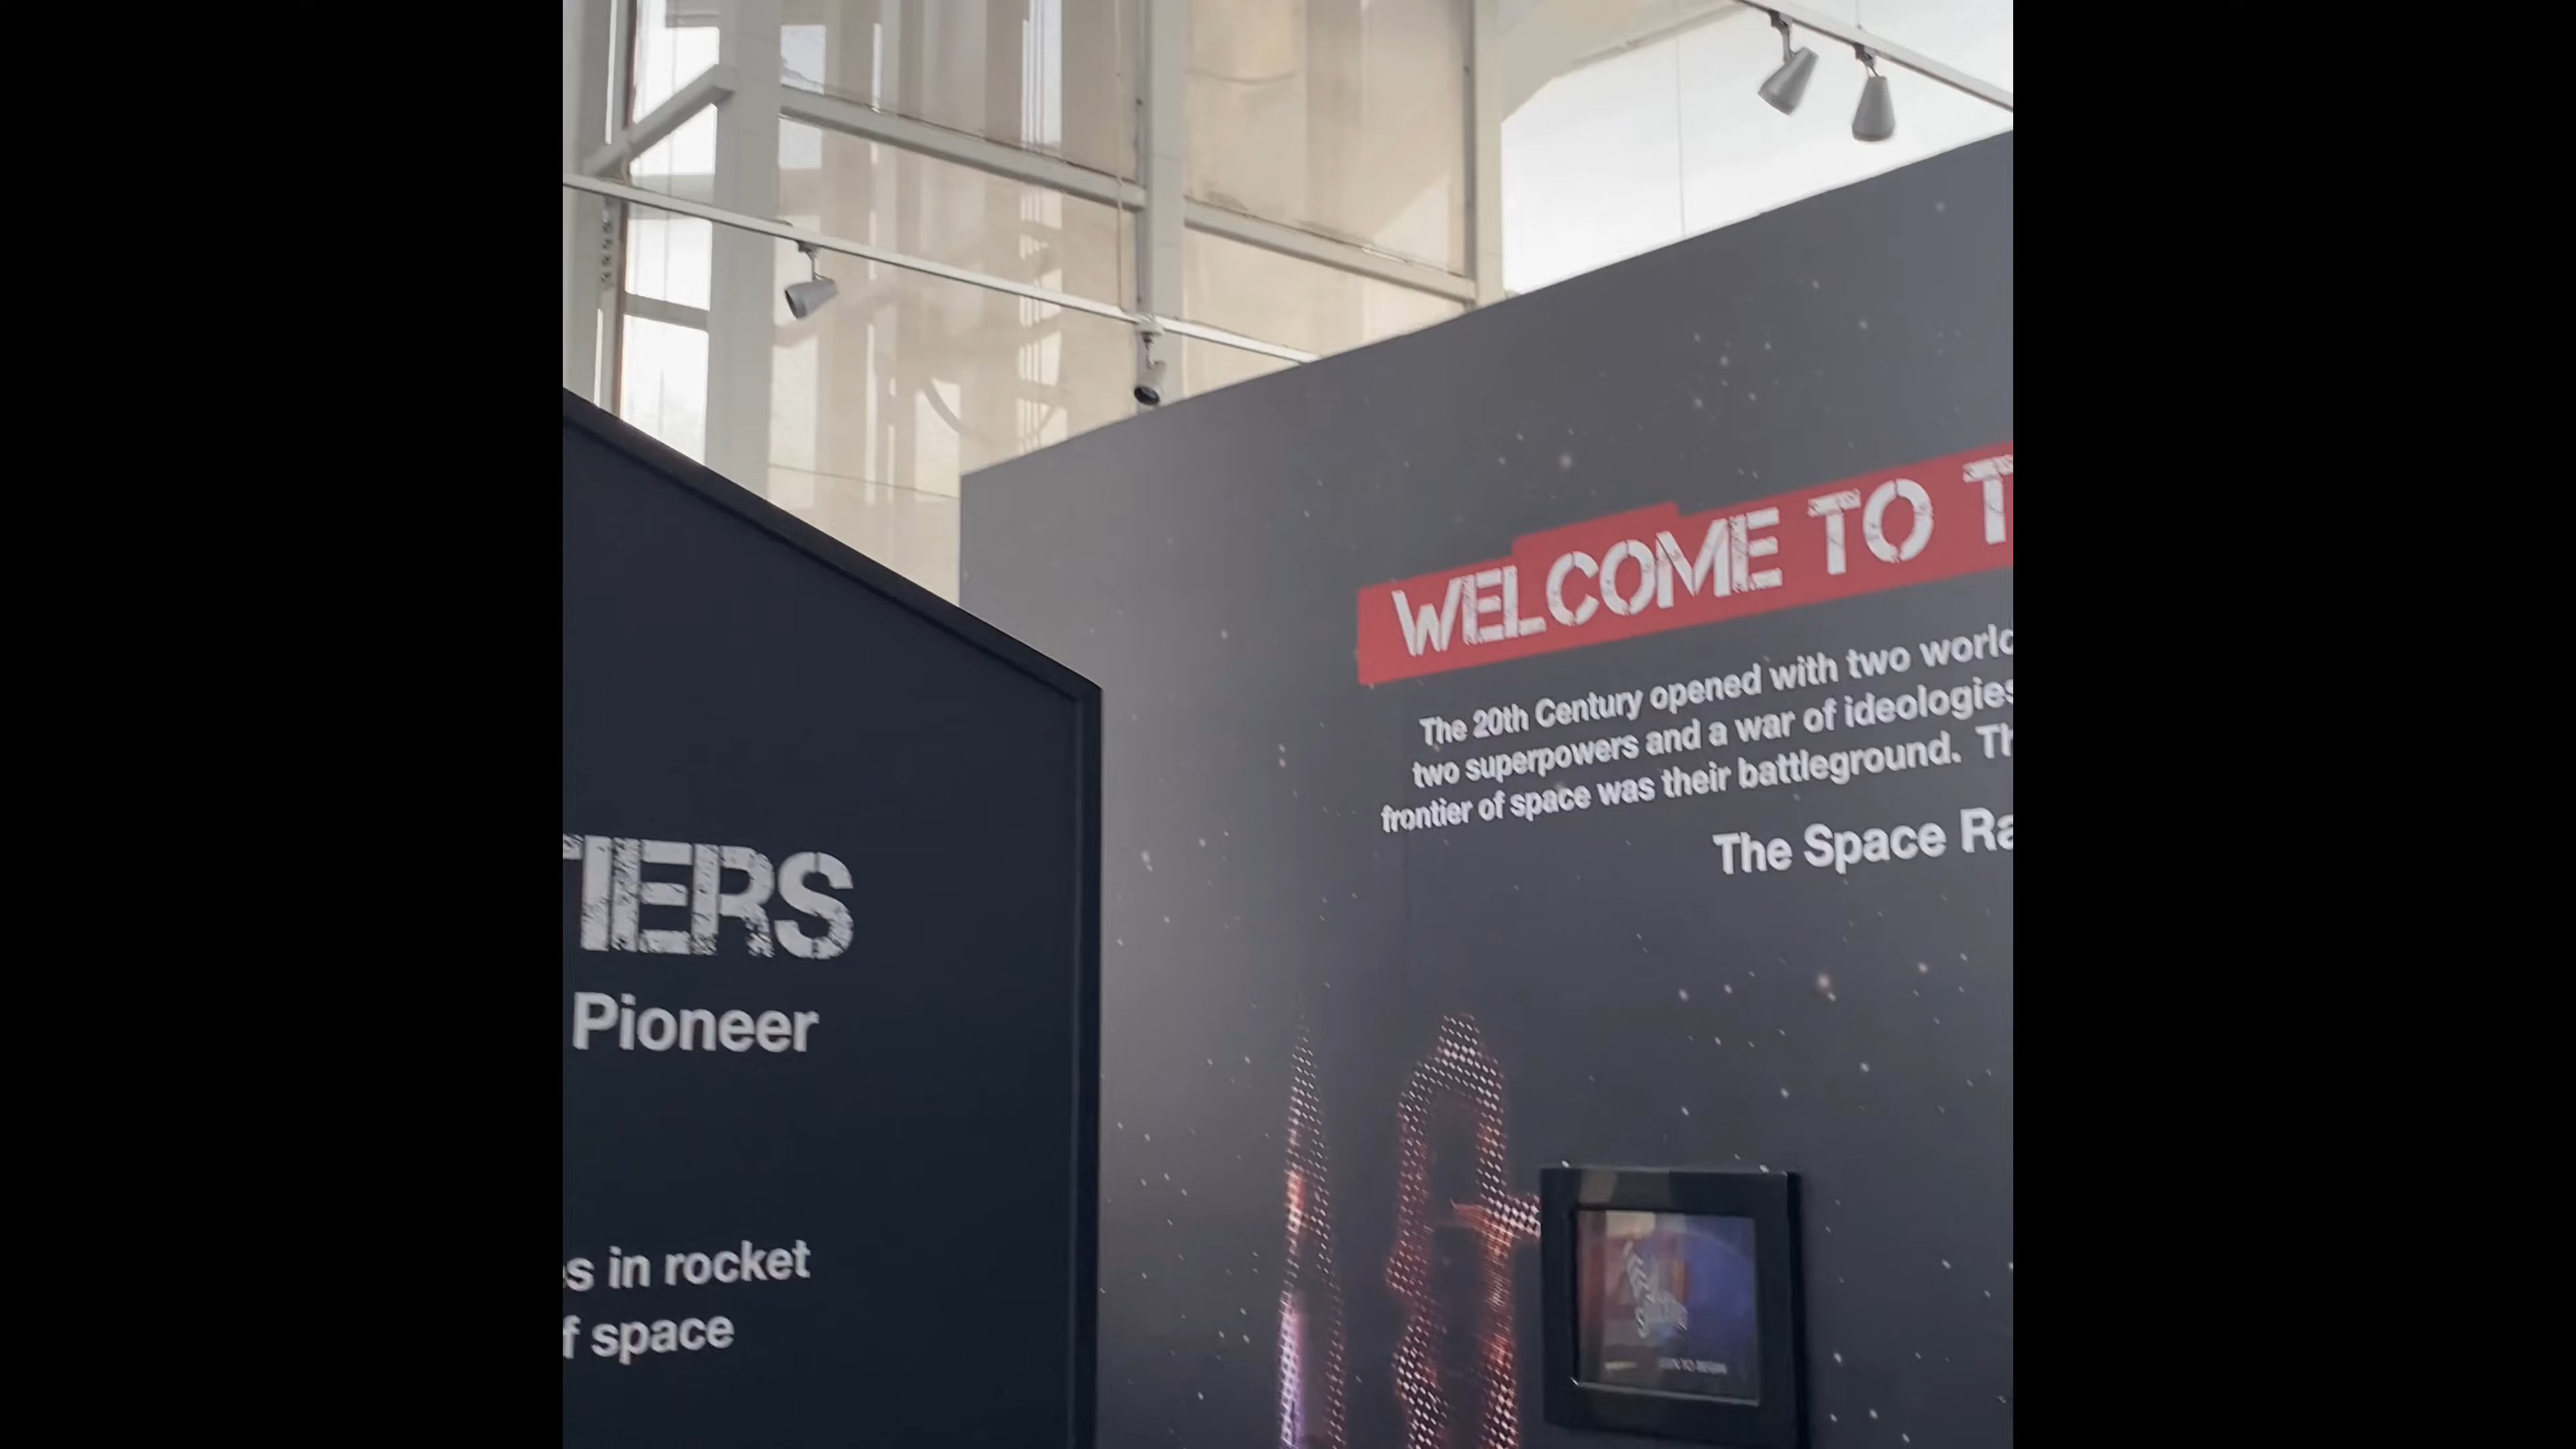 TIERS
Pioneer
s in rocket
f space
WELCOME TO T
The 20th Century opened with two world
two superpowers and a war of ideologies
frontier of space was their battleground. Th
The Space Ra